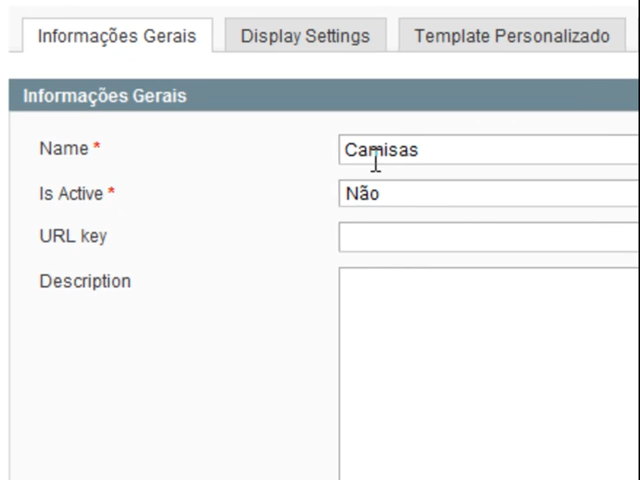 Informações Gerais Display Settings Template Personalizado
Informações Gerais
Name * Camisas
Is Active * Não
URL key
Description